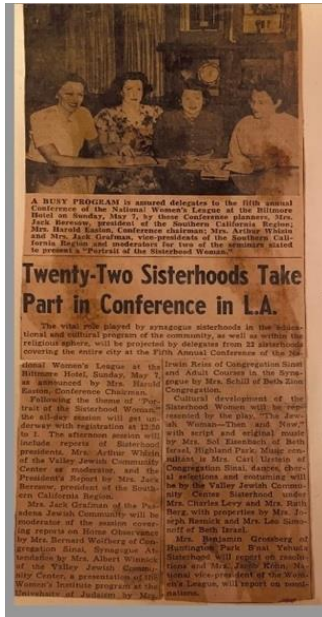 A BUSY PROGRAM is assured delegates to the fifth annual
Conference of the National Women's League at the Biltmore
Hotel on Sunday, May 7, by these Conference planners, Mrs.
Jack Berezow, president of the Southern California Region;
Mrs. Harold Easton, Conference chairman; Mrs. Arthur
and Mrs. Jack Grafman, vice-presidents of the Southern Cali-
fornia Region and moderators for two of the seminars slated
to present a "Portrait of the Sisterhood Woman."
Twenty-Two Sisterhoods Take
Part in Conference in L.A.
The vital role played by synagogue sisterhoods in the educa-
tional and cultural program of the community, as well as within the
religious sphere, will be projected by delegates from 22 sisterhoods
covering the entire city at the Fifth Annual Conference of the Na-
tional Women's League at the
Biltmore Hotel, Sunday, May 7
as announced by Mrs. Harold
Easton, Conference Chairman.
Following the theme of "Por-
trait of the Sisterhood Woman,"
the all-day session will get un-
derway with registration at 12:30
to 1. The afternoon session will
include reports of Sisterhood
presidents, Mrs. Arthur
of the Valley Jewish Community
Center as moderator, and the
President's Report by Mrs. Jack
Berezow, president of the South-
ern California Region.
Mrs. Jack Grafman of the Pa-
sadena Jewish Community will be
moderator of the session cover-
ing reports on Home Observance
by Mrs. Bernard Wolfberg of Con-
gregation Sinai, Synagogue At-
tendance by Mrs. Albert Winnick
of the Valley Jewish Commu-
nity Center, a presentation of the
Women's Institute program at the
University of Judaism by Mrs.
Jewish of Congregation Sinai
and Adult Courses in the Syna-
gogue by Mrs. Schill of Beth Zion
Congregation.
Cultural development of the
Sisterhood Women will be rep-
resented by the play, "The Jew-
ish Woman—Then and Now,"
with script and original music
by Mrs. Sol Eisenbach of Beth
Israel, Highland Park. Music con-
sultant is Mrs. Carl Urstein of
Congregation Sinai, dances, chor-
al selections and costuming will
be by the Valley Jewish Commu-
nity Center Sisterhood under
Mrs. Charles Levy and Mrs. Ruth
Berg, with properties by Mrs. Jo-
seph Resnick and Mrs. Leo
of Beth Israel.
Mrs. Benjamin Grossberg of
Huntington Park B'nai Yehuda
Sisterhood will report on resolu-
tions and Mrs. Jacob Krohn, Na-
tional vice-president of the Wom-
en's League, will report on nomi-
nations.